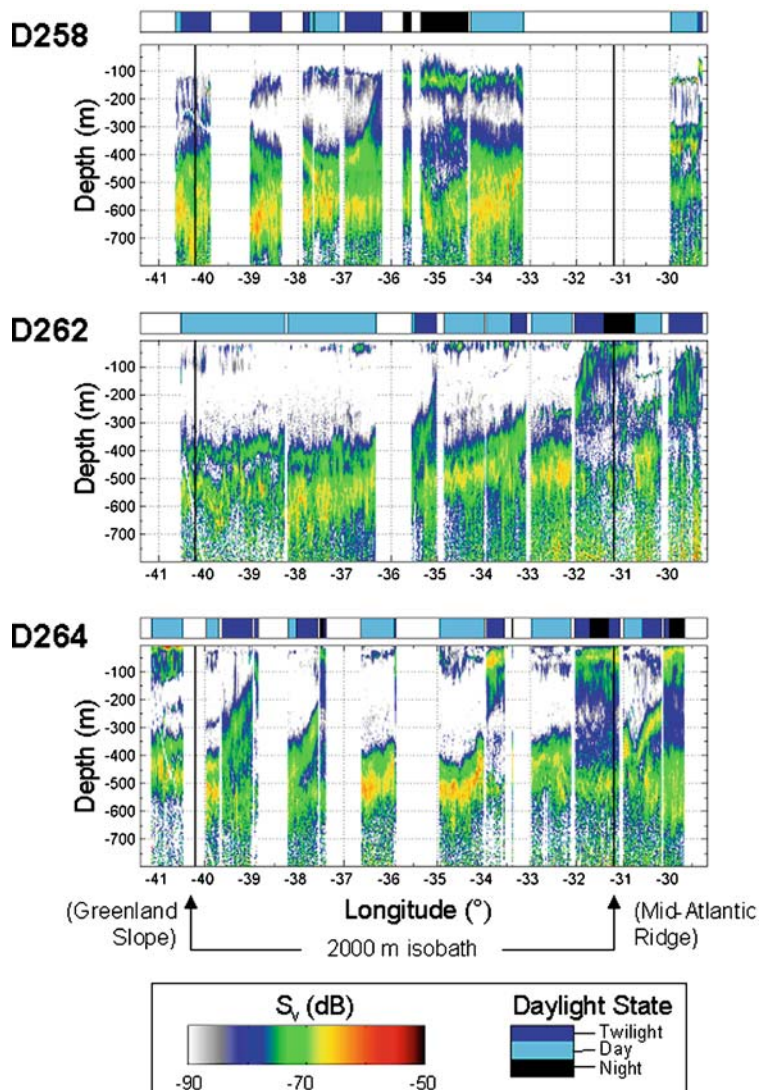 D258
Depth (m)
-100
-200
-300
-400
-500
-600
-700
-41 -40 -39 -38 -37 -36 -35 -34 -33 -32 -31 -30
D262
Depth (m)
-100
-200
-300
-400
-500
-600
-700
-41 -40 -39 -38 -37 -36 -35 -34 -33 -32 -31 -30
D264
Depth (m)
-100
-200
-300
-400
-500
-600
-700
-41 -40 -39 -38 -37 -36 -35 -34 -33 -32 -31 -30
(Greenland
Slope)
Longitude (°)
(Mid-Atlantic
Ridge)
2000 m isobath
Sv (dB)
-90 -70 -50
Daylight State
Twilight
Day
Night